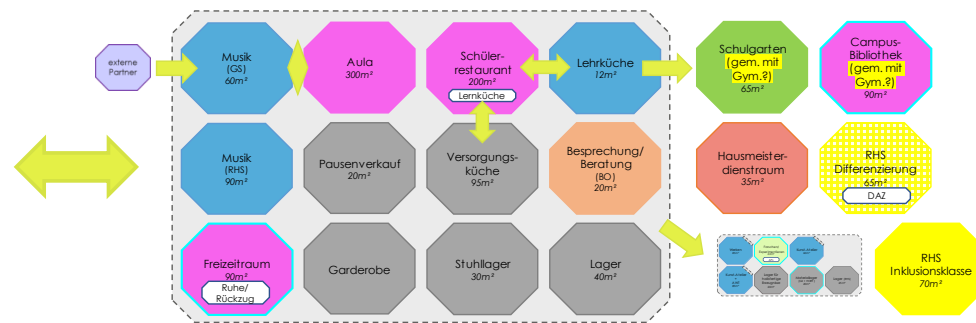 externe
Partner
Musik
(GS)
60m²
Aula
300m²
Schüler-
restaurant
200m²
Lernküche
Lehrküche
12m²
Schulgarten
(gem. mit
Gym.?)
65m²
Campus-
Bibliothek
(gem. mit
Gym.?)
90m²
Musik
(RHS)
90m²
Pausenverkauf
20m²
Versorgungs-
küche
95m²
Besprechung/
Beratung
(BO)
20m²
Hausmeister-
dienstraum
35m²
RHS
Differenzierung
65m²
DAZ
Freizeitraum
90m²
Ruhe/
Rückzug
Garderobe
Stuhllager
30m²
Lager
40m²
RHS
Inklusionsklasse
70m²